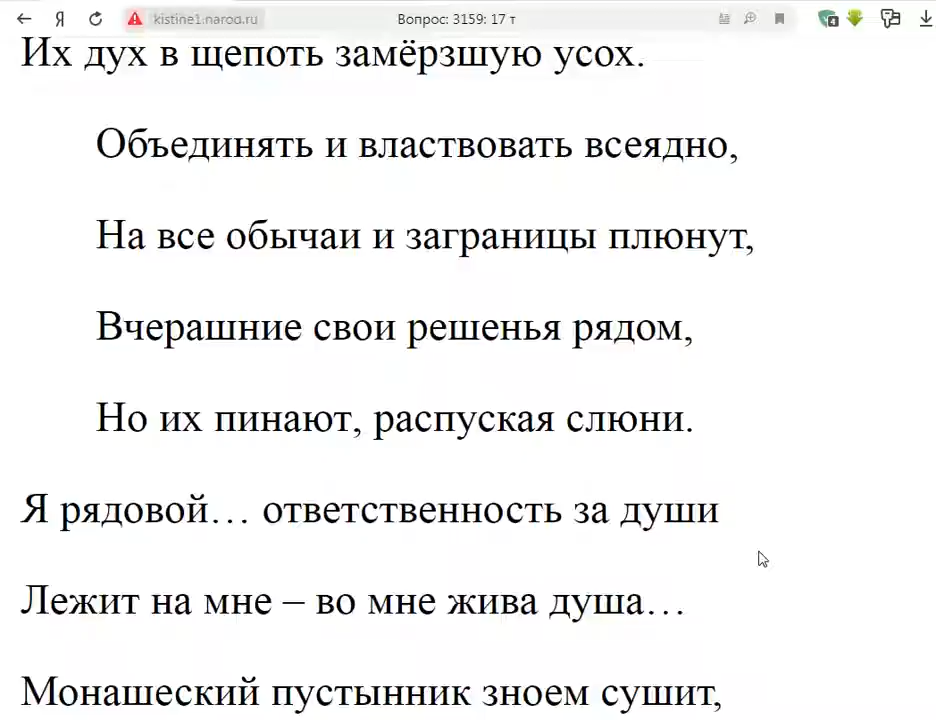 kistine1.narod.ru Вопрос: 3159: 17 т
Их дух в щепоть замёрзшую усох.
Объединять и властвовать всеядно,
На все обычаи и заграницы плюнут,
Вчерашние свои решенья рядом,
Но их пинают, распуская слюни.
Я рядовой… ответственность за души
Лежит на мне – во мне жива душа…
Монашеский пустынник зноем сушит,